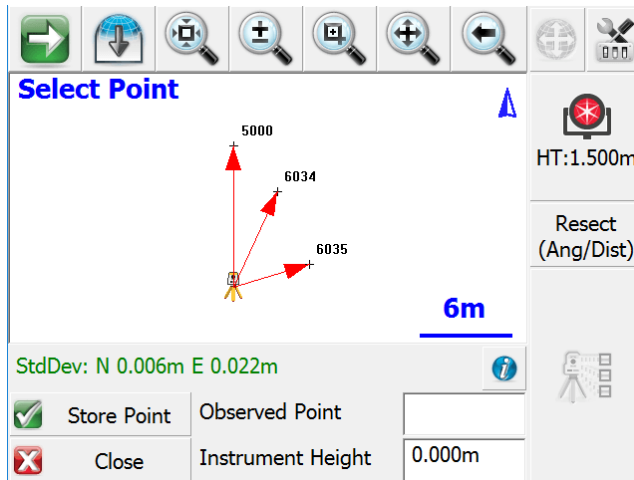 Select Point
5000
6034
6035
6m
HT:1.500m
Resect
(Ang/Dist)
StdDev: N 0.006m E 0.022m
Store Point
Observed Point
Close
Instrument Height
0.000m